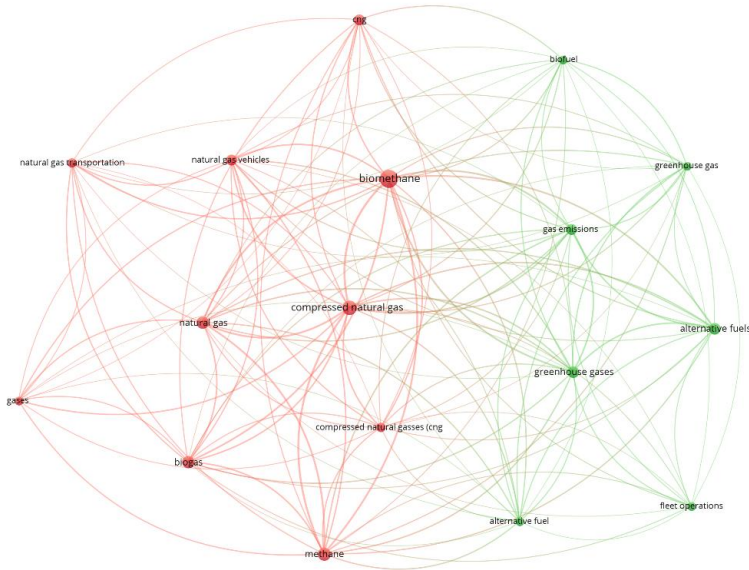 cng
biofuel
natural gas transportation
natural gas vehicles
greenhouse gas
biomethane
gas emissions
compressed natural gas
natural gas
alternative fuels
greenhouse gases
gases
compressed natural gasses (cng
biogas
fleet operations
alternative fuel
methane